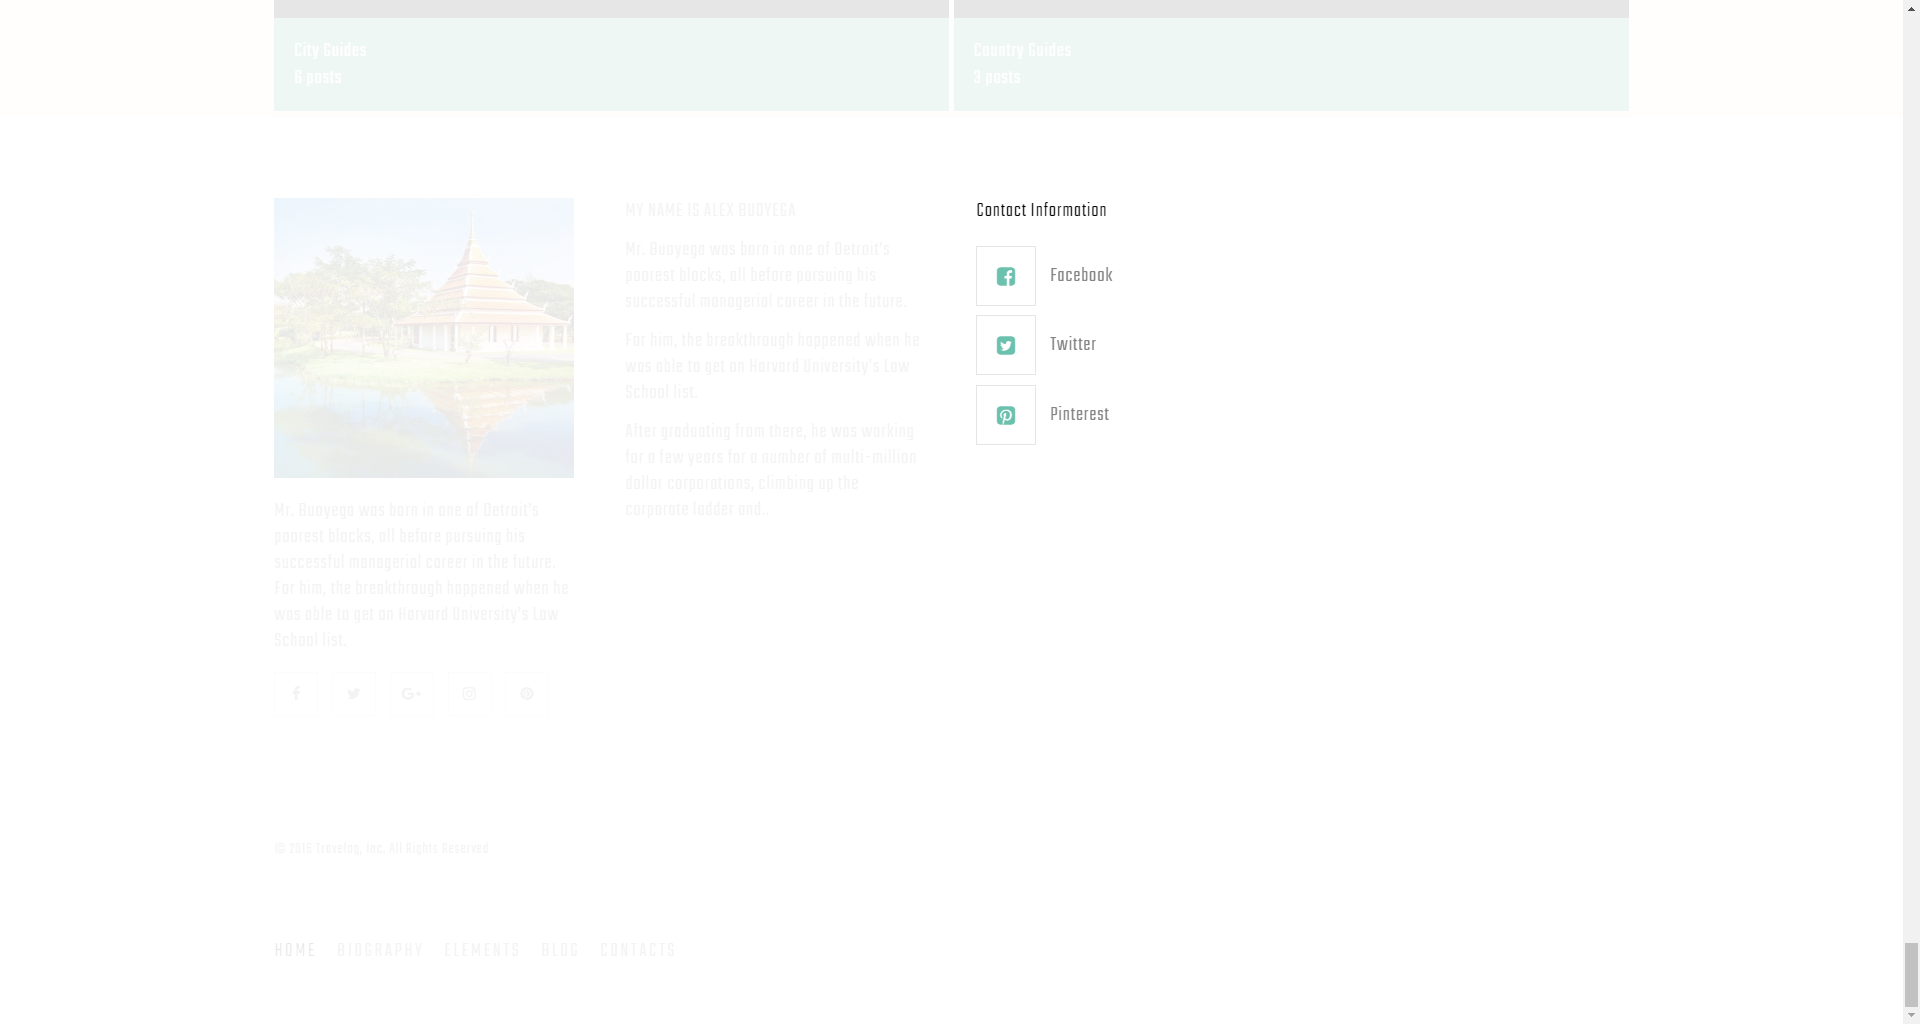 City Guides
6 posts
Country Guides
3 posts
Mr. Buoyega was born in one of Detroit's
poorest blocks, all before pursuing his
successful managerial career in the future.
For him, the breakthrough happened when he
was able to get on Harvard University's Law
School list.
MY NAME IS ALEX BUOYEGA
Mr. Buoyega was born in one of Detroit's
poorest blocks, all before pursuing his
successful managerial career in the future.
For him, the breakthrough happened when he
was able to get on Harvard University's Law
School list.
After graduating from there, he was working
for a few years for a number of multi-million
dollar corporations, climbing up the
corporate ladder and..
Contact Information
Facebook
Twitter
Pinterest
© 2016 Travelog, Inc. All Rights Reserved
HOME BIOGRAPHY ELEMENTS BLOG CONTACTS